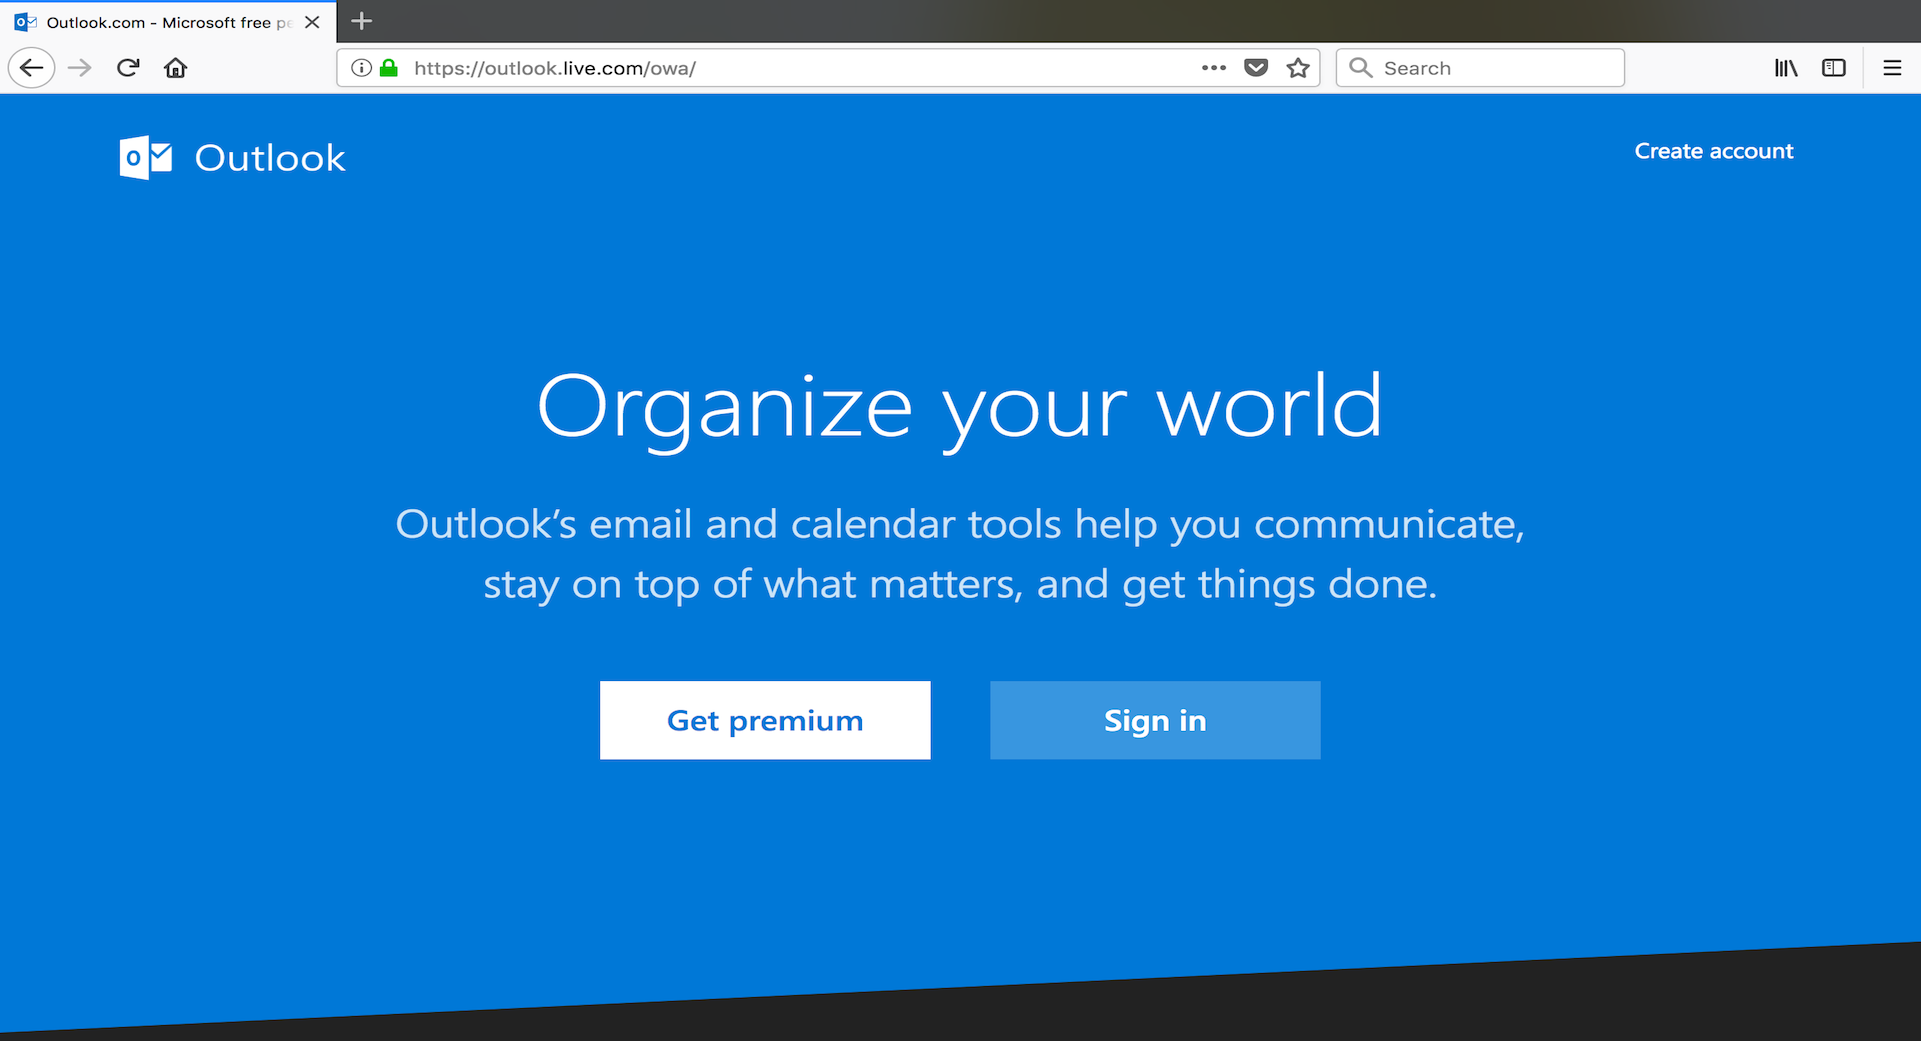 Outlook.com - Microsoft free
https://outlook.live.com/owa/
Search
Outlook
Create account
Organize your world
Outlook’s email and calendar tools help you communicate,
stay on top of what matters, and get things done.
Get premium
Sign in